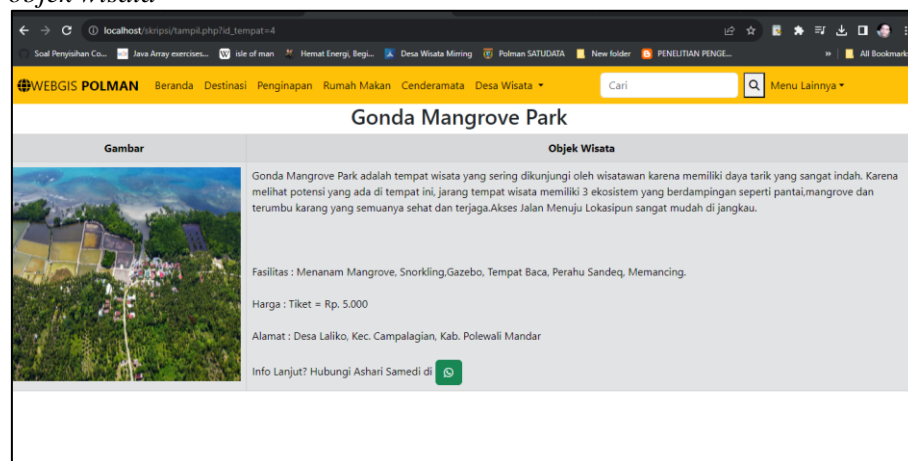 objek wisata
localhost/skripsi/tampil.php?id_tempat=4
Soal Penyisihan Co... Java Array exercises... isle of man Hemat Energi, Begi... Desa Wisata Mirring Polman SATUDATA New folder PENELITIAN PENGE... » All Bookmarks
WEBGIS POLMAN Beranda Destinasi Penginapan Rumah Makan Cenderamata Desa Wisata Cari Menu Lainnya
Gonda Mangrove Park
Gambar Objek Wisata
Gonda Mangrove Park adalah tempat wisata yang sering dikunjungi oleh wisatawan karena memiliki daya tarik yang sangat indah. Karena
melihat potensi yang ada di tempat ini, jarang tempat wisata memiliki 3 ekosistem yang berdampingan seperti pantai,mangrove dan
terumbu karang yang semuanya sehat dan terjaga.Akses Jalan Menuju Lokasipun sangat mudah di jangkau.
Fasilitas : Menanam Mangrove, Snorkling,Gazebo, Tempat Baca, Perahu Sandeq, Memancing.
Harga : Tiket = Rp. 5.000
Alamat : Desa Laliko, Kec. Campalagian, Kab. Polewali Mandar
Info Lanjut? Hubungi Ashari Samedi di